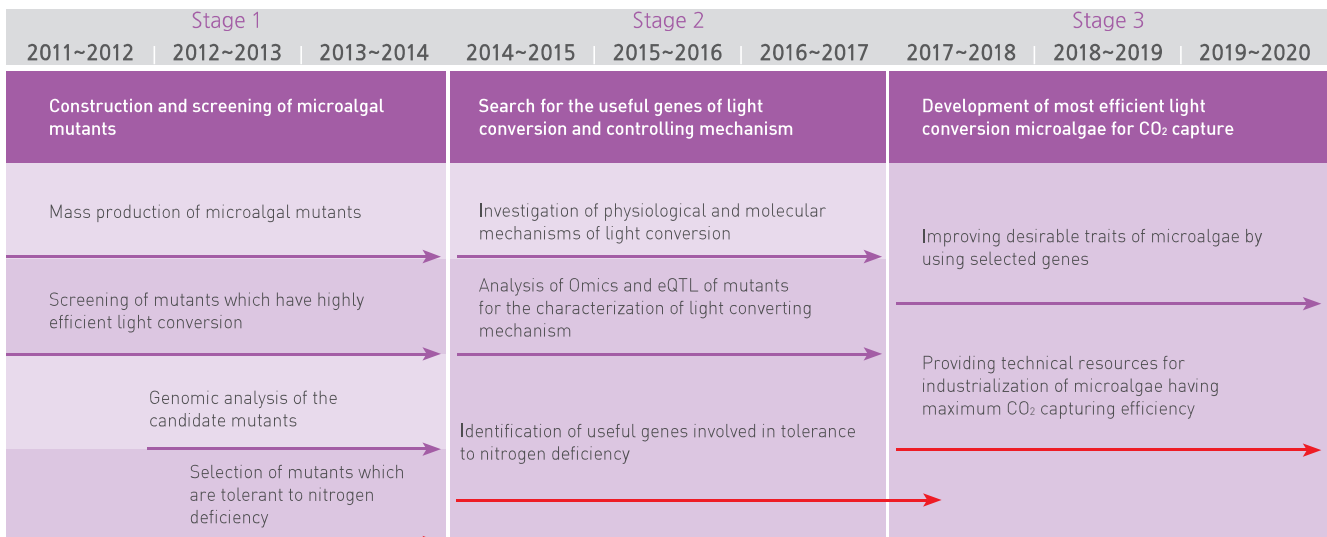 Stage 1
Stage 2
Stage 3
2011~2012
2012~2013
2013~2014
2014~2015
2015~2016
2016~2017
2017~2018
2018~2019
2019~2020
Construction and screening of microalgal
mutants
Search for the useful genes of light
conversion and controlling mechanism
Development of most efficient light
conversion microalgae for CO₂ capture
Mass production of microalgal mutants
Screening of mutants which have highly
efficient light conversion
Genomic analysis of the
candidate mutants
Selection of mutants which
are tolerant to nitrogen
deficiency
Investigation of physiological and molecular
mechanisms of light conversion
Analysis of Omics and eQTL of mutants
for the characterization of light converting
mechanism
Identification of useful genes involved in tolerance
to nitrogen deficiency
Improving desirable traits of microalgae by
using selected genes
Providing technical resources for
industrialization of microalgae having
maximum CO₂ capturing efficiency